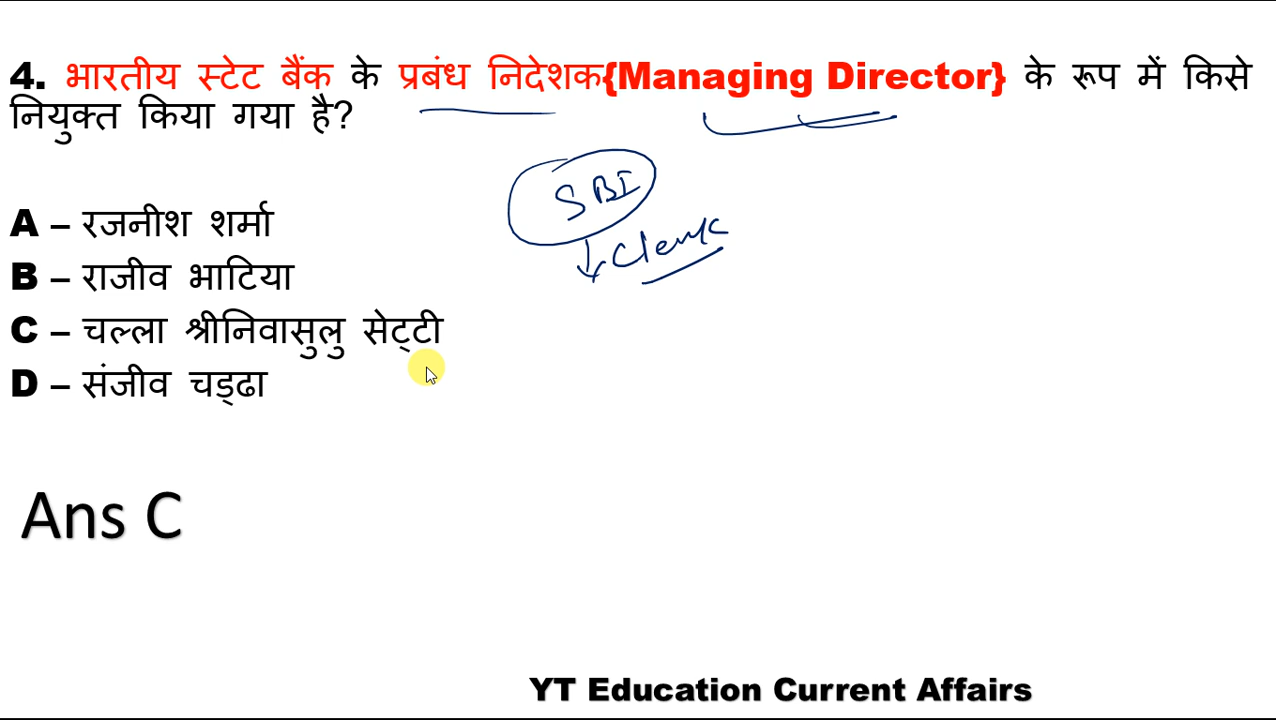 4. भारतीय स्टेट बैंक के प्रबंध निदेशक{Managing Director} के रूप में किसे
नियुक्त किया गया है?
SBI
Clerk
A – रजनीश शर्मा
B – राजीव भाटिया
C – चल्ला श्रीनिवासुलु सेट्टी
D – संजीव चड्ढा
Ans C
YT Education Current Affairs